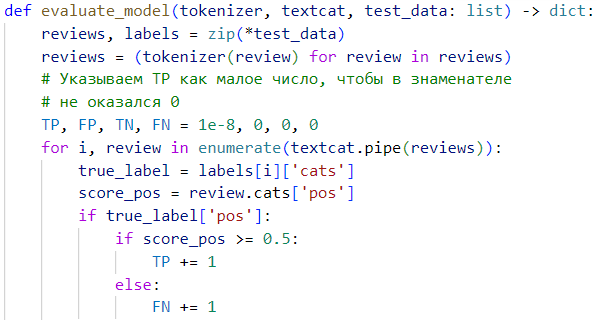 def evaluate_model(tokenizer, textcat, test_data: list) -> dict:
    reviews, labels = zip(*test_data)
    reviews = (tokenizer(review) for review in reviews)
    # Указываем TP как малое число, чтобы в знаменателе
    # не оказался 0
    TP, FP, TN, FN = 1e-8, 0, 0, 0
    for i, review in enumerate(textcat.pipe(reviews)):
        true_label = labels[i]['cats']
        score_pos = review.cats['pos']
        if true_label['pos']:
            if score_pos >= 0.5:
                TP += 1
            else:
                FN += 1